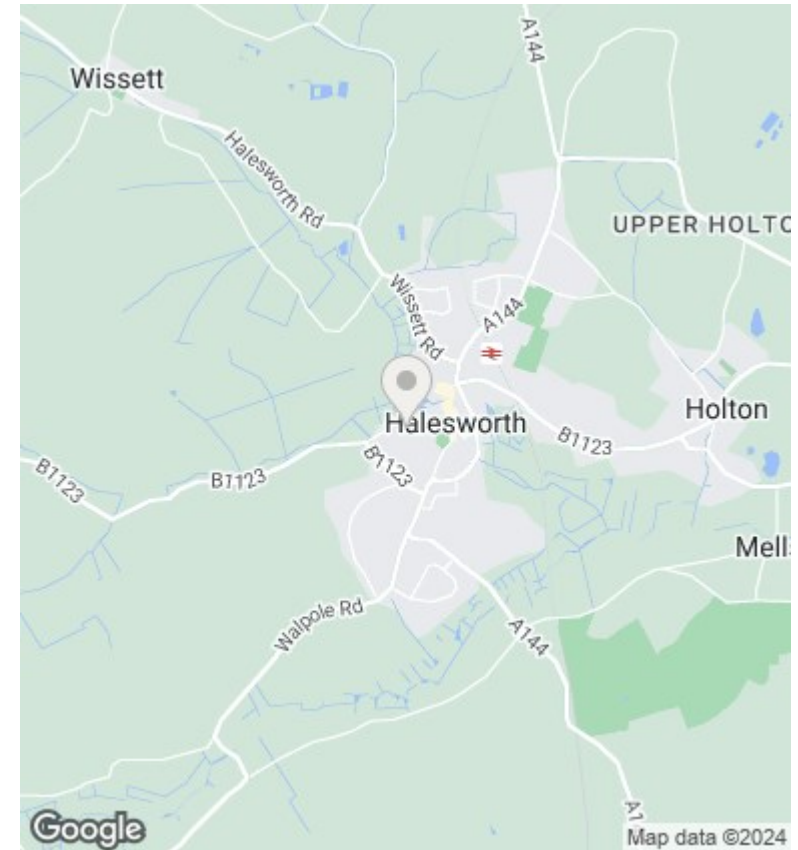 A144
Wissett
Halesworth Rd
UPPER HOLTO
Wissett Rd
A144
Holton
Halesworth
B1123
B1123
B1123
B1123
Mells
Walpole Rd
A144
A1
Google
Map data ©2024